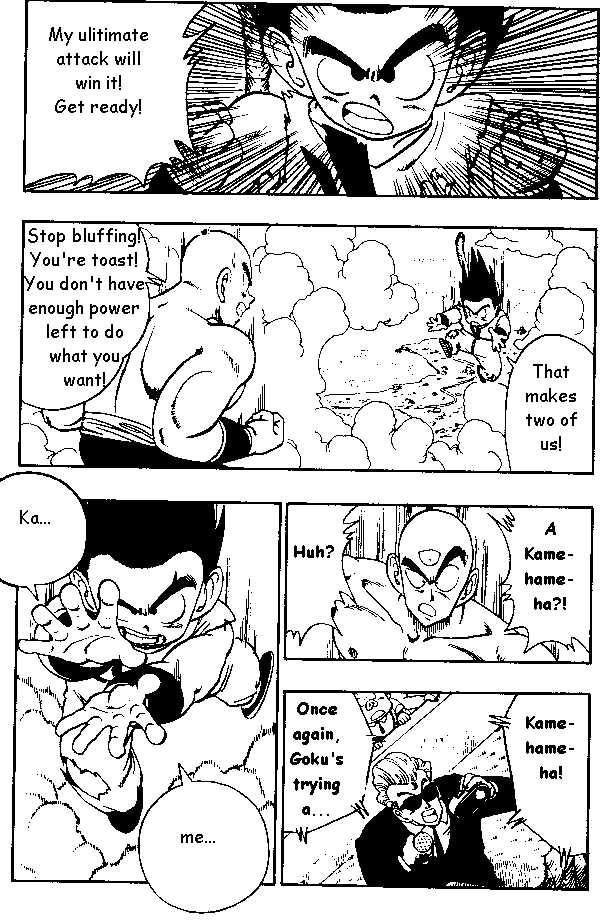 My ulitimate
attack will
win it!
Get ready!
Stop bluffing!
You're toast!
You don't have
enough power
left to do
what you
want!
That
makes
two of
us!
Ka...
me...
Huh?
A
Kame-
hame-
ha?!
Once
again,
Goku's
trying
a...
Kame-
hame-
ha!